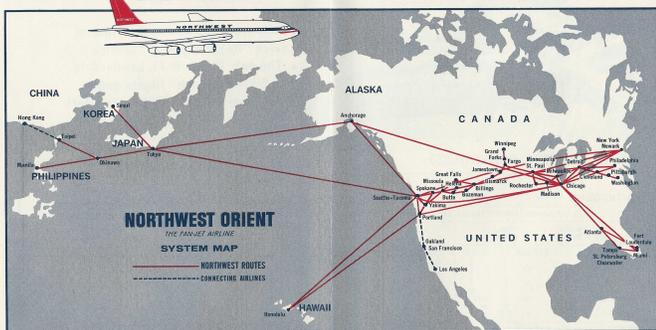 NORTHWEST
CHINA
Hong Kong
Taipei
Manila
PHILIPPINES
KOREA
Seoul
JAPAN
Tokyo
Okinawa
ALASKA
Anchorage
CANADA
Winnipeg
Grand
Forks
Fargo
Jamestown
Bismarck
Minneapolis
St. Paul
Great Falls
Missoula
Helena
Spokane
Butte
Bozeman
Billings
Seattle-Tacoma
Yakima
Portland
Rochester
Milwaukee
Madison
Chicago
Detroit
Cleveland
New York
Newark
Philadelphia
Pittsburgh
Washington
Oakland
San Francisco
Los Angeles
UNITED STATES
Atlanta
Tampa
St. Petersburg
Clearwater
Fort
Lauderdale
Miami
Honolulu
HAWAII
NORTHWEST ORIENT
THE FAN-JET AIRLINE
SYSTEM MAP
NORTHWEST ROUTES
CONNECTING AIRLINES